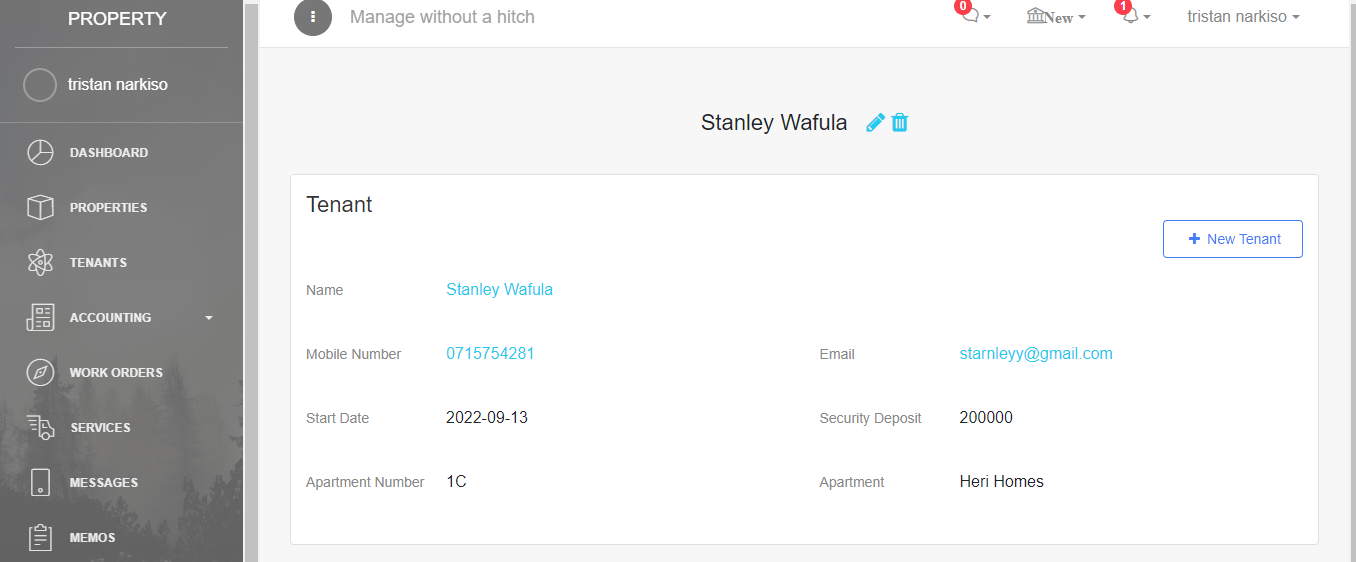 PROPERTY
tristan narkiso
DASHBOARD
PROPERTIES
TENANTS
ACCOUNTING
WORK ORDERS
SERVICES
MESSAGES
MEMOS
Manage without a hitch
0
New
1
tristan narkiso
Stanley Wafula
Tenant
New Tenant
Name Stanley Wafula
Mobile Number 0715754281 Email starnleyy@gmail.com
Start Date 2022-09-13 Security Deposit 200000
Apartment Number 1C Apartment Heri Homes